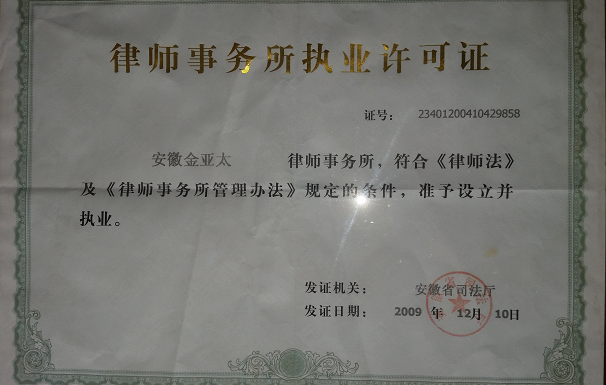 律师事务所执业许可证
证号： 23401200410429858
安徽金亚太 律师事务所，符合《律师法》
及《律师事务所管理办法》规定的条件，准予设立并
执业。
发证机关： 安徽省司法厅
发证日期： 2009 年 12月 10日